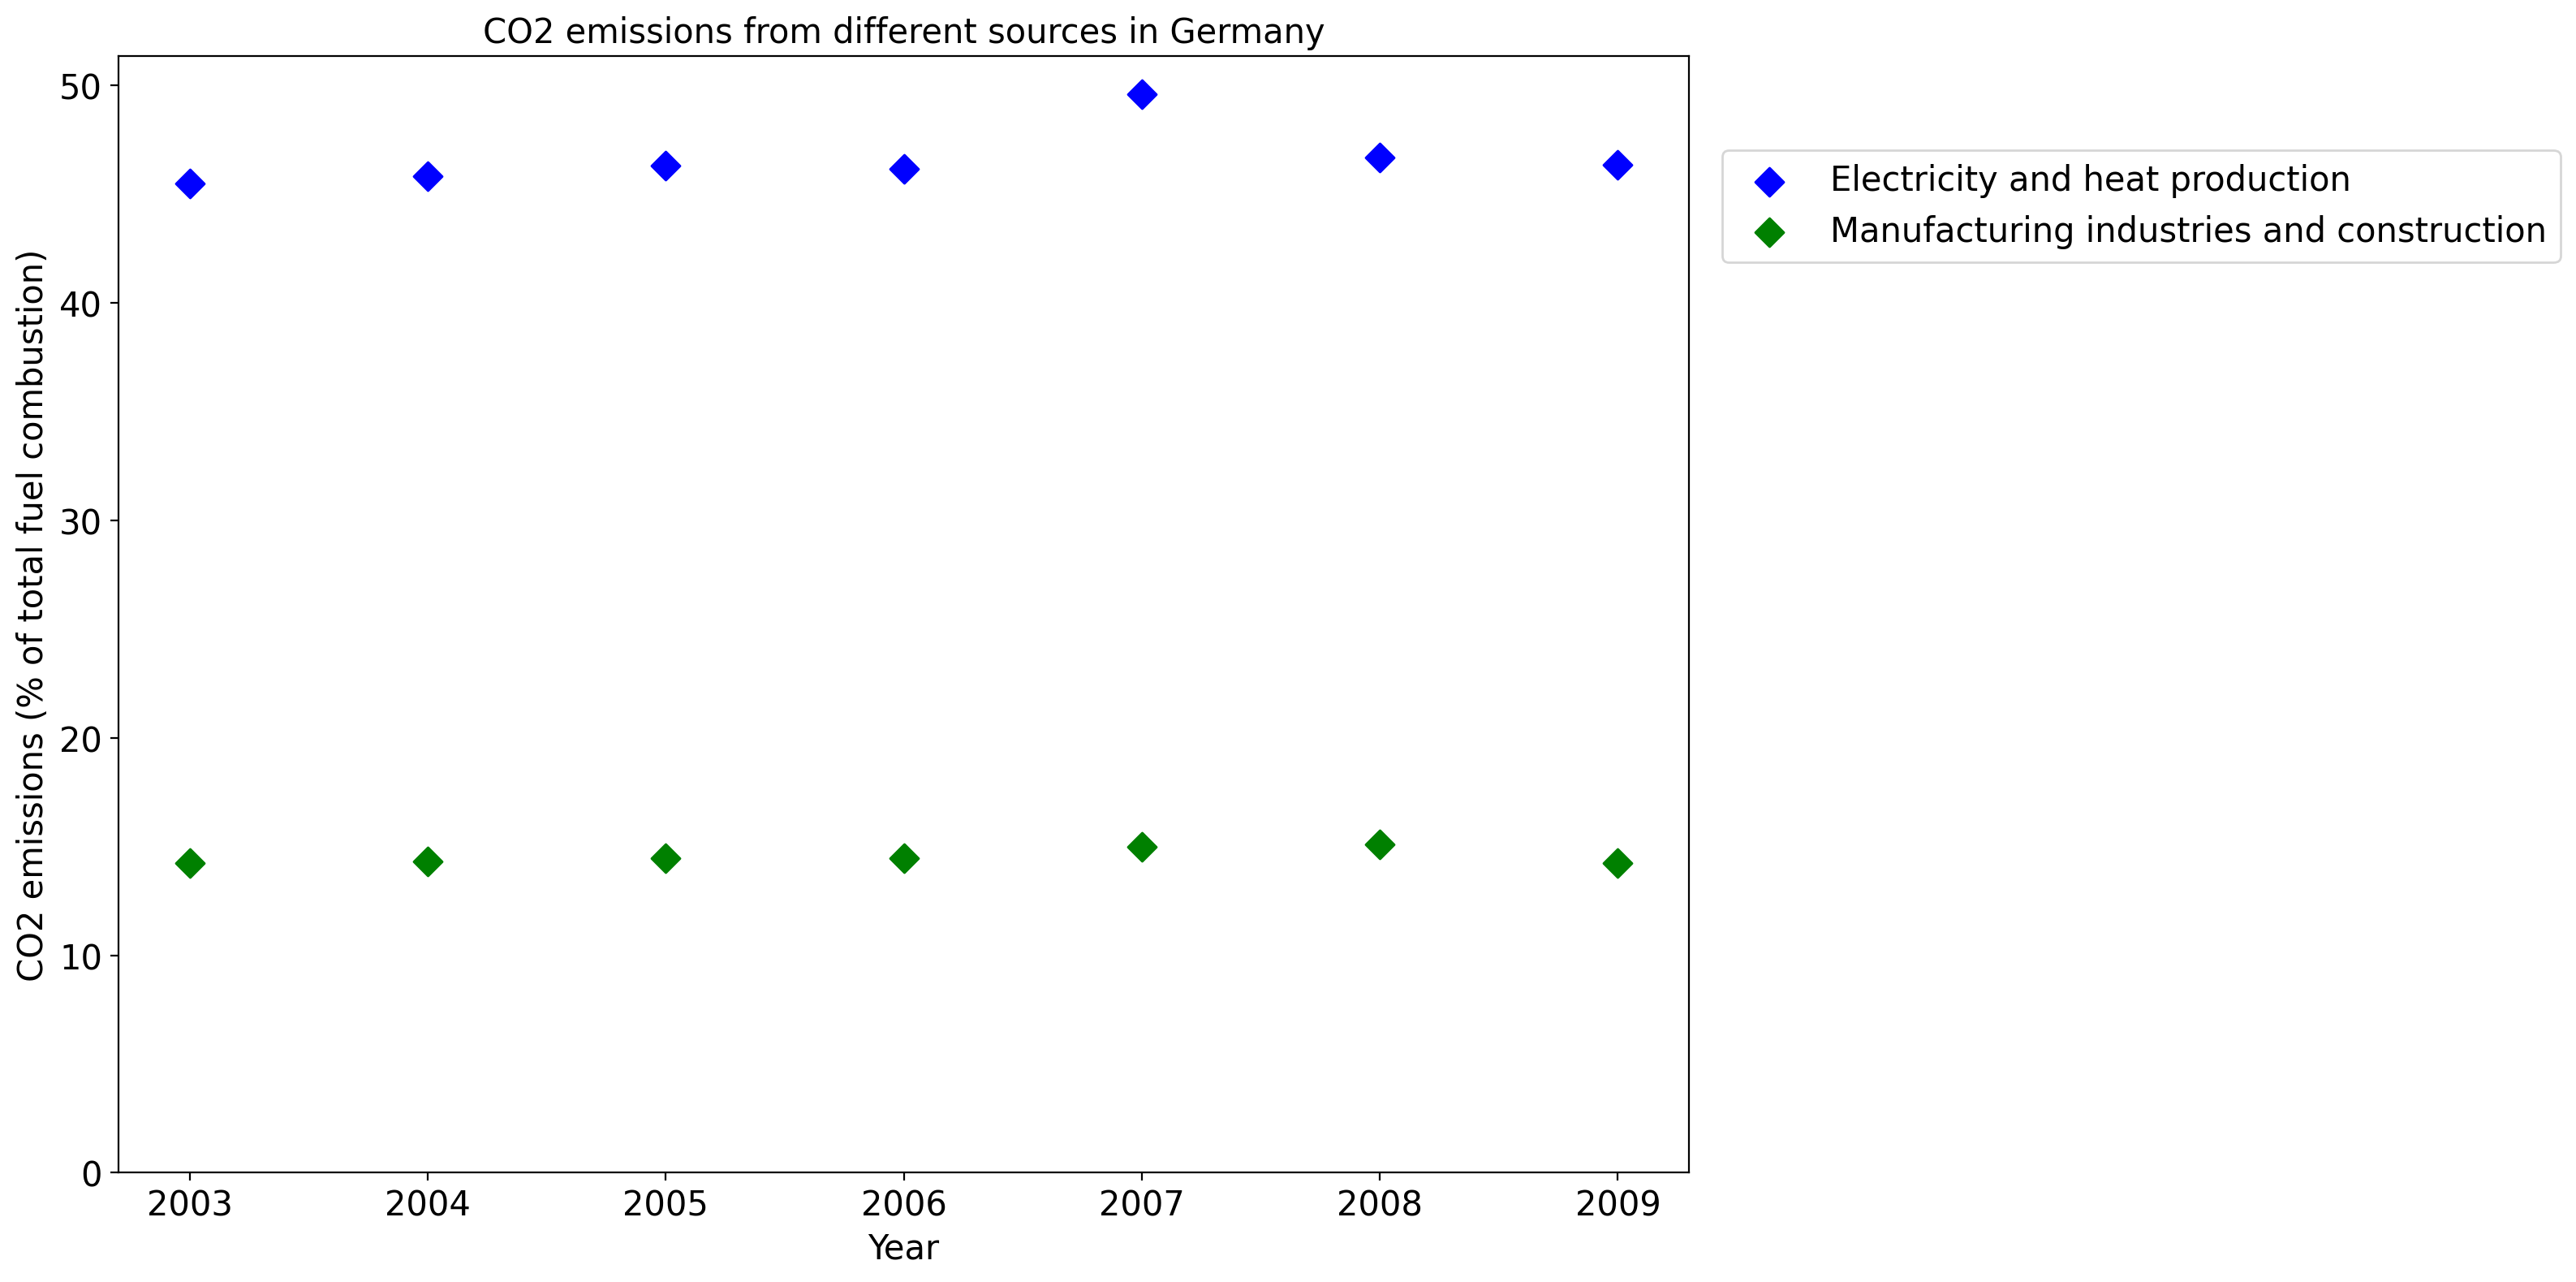 CO2 emissions from different sources in Germany
CO2 emissions (% of total fuel combustion)
50
40
30
20
10
0
2003 2004 2005 2006 2007 2008 2009
Year
Electricity and heat production
Manufacturing industries and construction